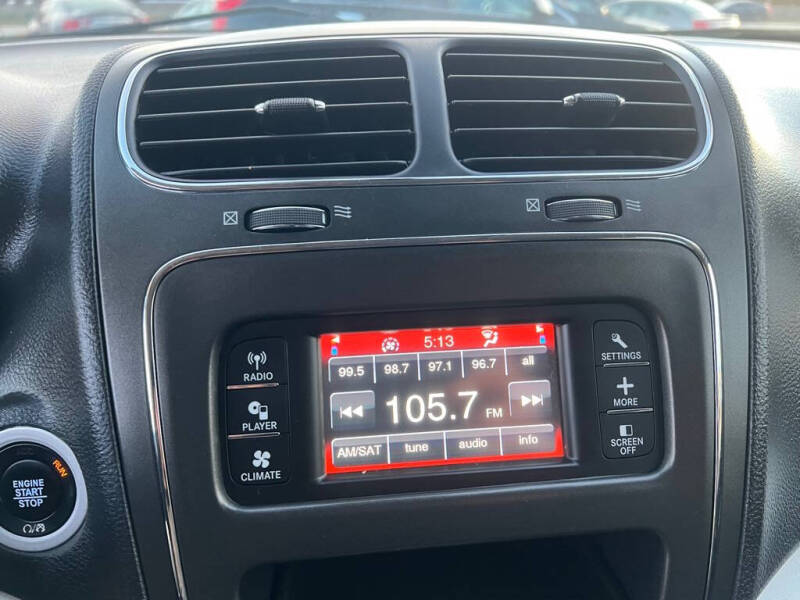 5:13
99.5 98.7 97.1 96.7 all
105.7 FM
AM/SAT tune audio info
RADIO
PLAYER
CLIMATE
SETTINGS
MORE
SCREEN
OFF
ENGINE
START
STOP
RUN